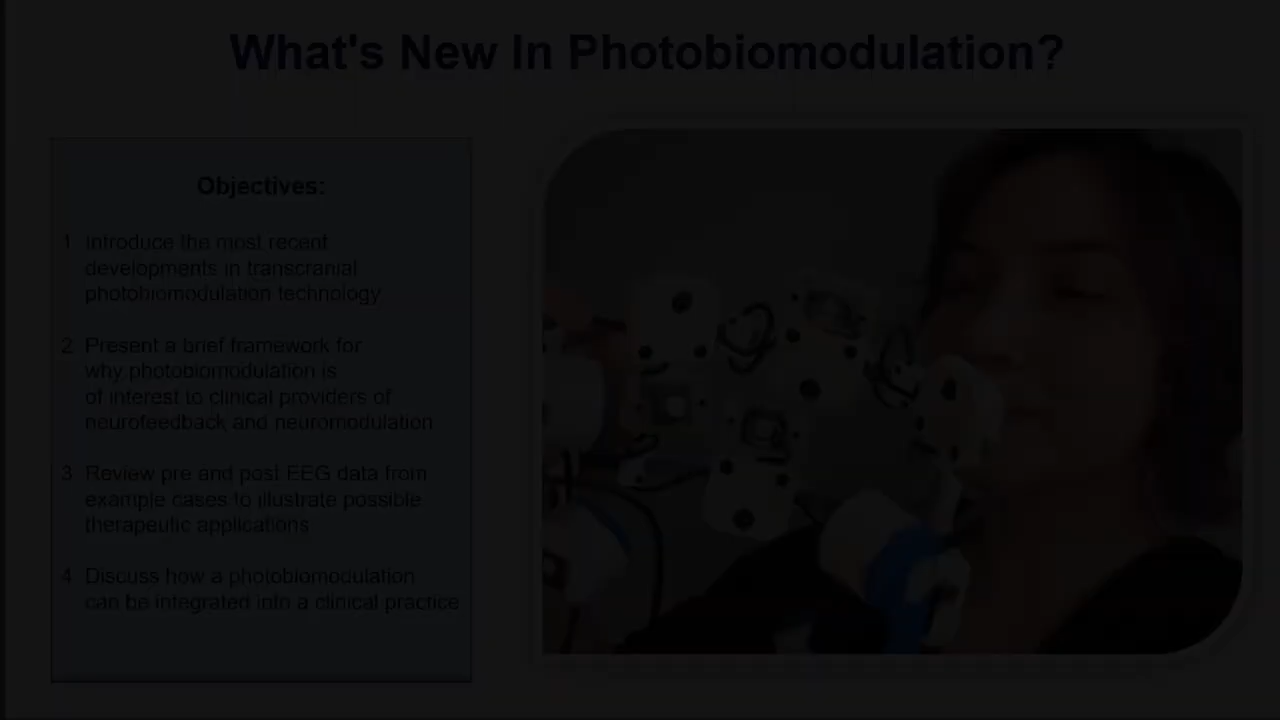 What's New In Photobiomodulation?
Objectives:
1 Introduce the most recent
developments in transcranial
photobiomodulation technology
2 Present a brief framework for
why photobiomodulation is
of interest to clinical providers of
neurofeedback and neuromodulation
3 Review pre and post EEG data from
example cases to illustrate possible
therapeutic applications
4 Discuss how a photobiomodulation
can be integrated into a clinical practice